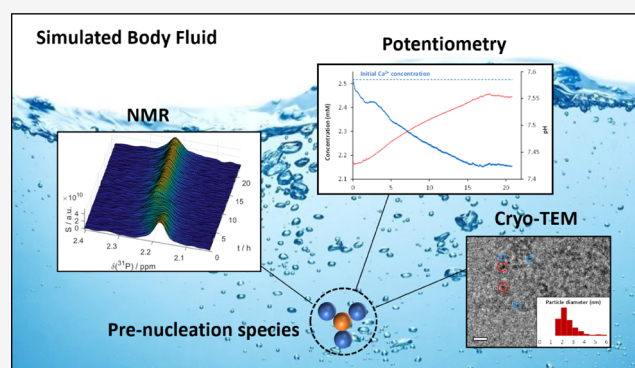 Simulated Body Fluid
Potentiometry
Initial Ca²⁺ concentration
2.5
2.4
2.3
2.2
2.1
Concentration (mM)
7.6
7.55
7.5
7.45
7.4
pH
0
5
10
15
20
NMR
×10¹⁰
S / a.u.
4
2
0
2.4
2.3
2.2
2.1
δ(³¹P) / ppm
20
15
10
5
0
t / h
Cryo-TEM
Particle diameter (nm)
0 1 2 3 4 5 6
Pre-nucleation species